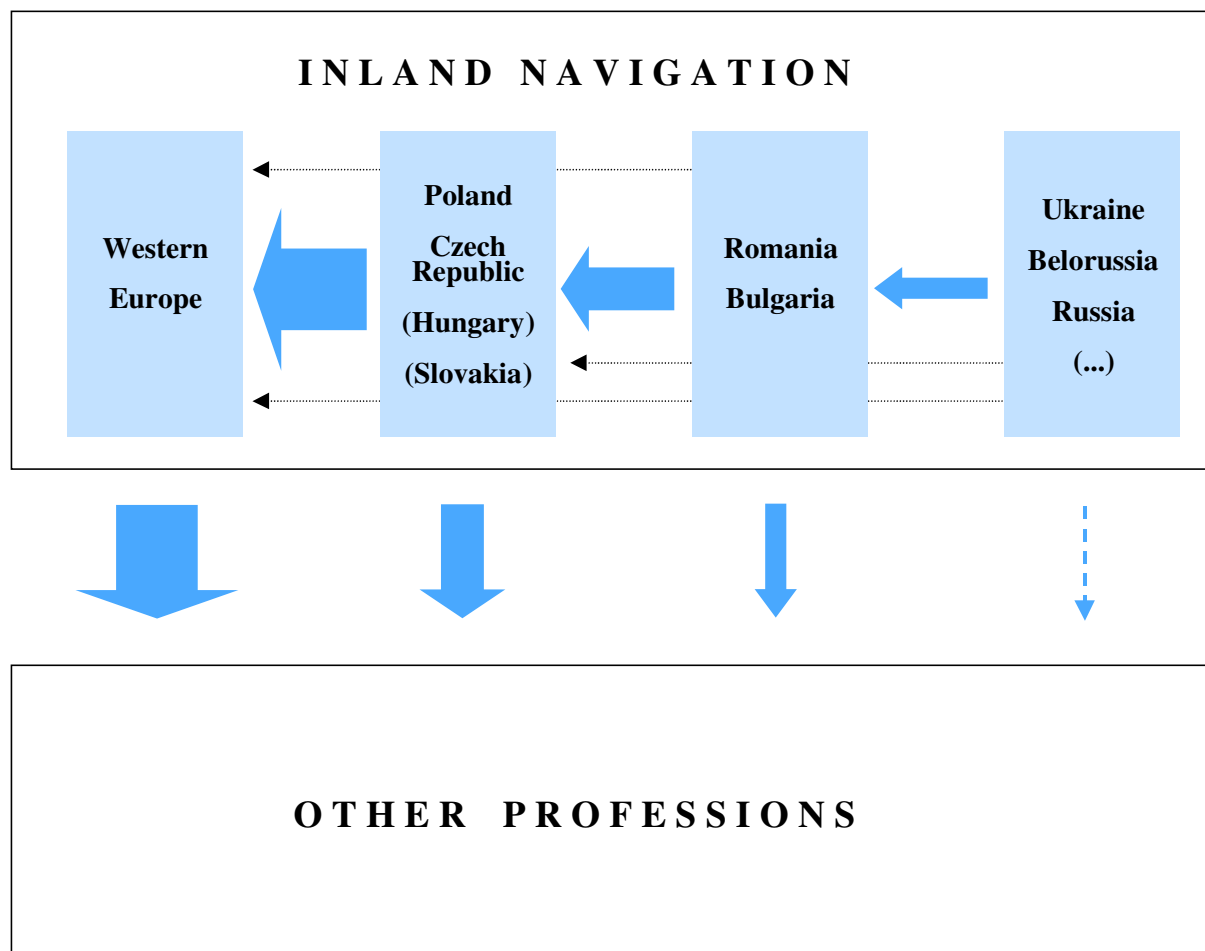 INLAND NAVIGATION
Western
Europe
Poland
Czech
Republic
(Hungary)
(Slovakia)
Romania
Bulgaria
Ukraine
Belorussia
Russia
(...)
OTHER PROFESSIONS